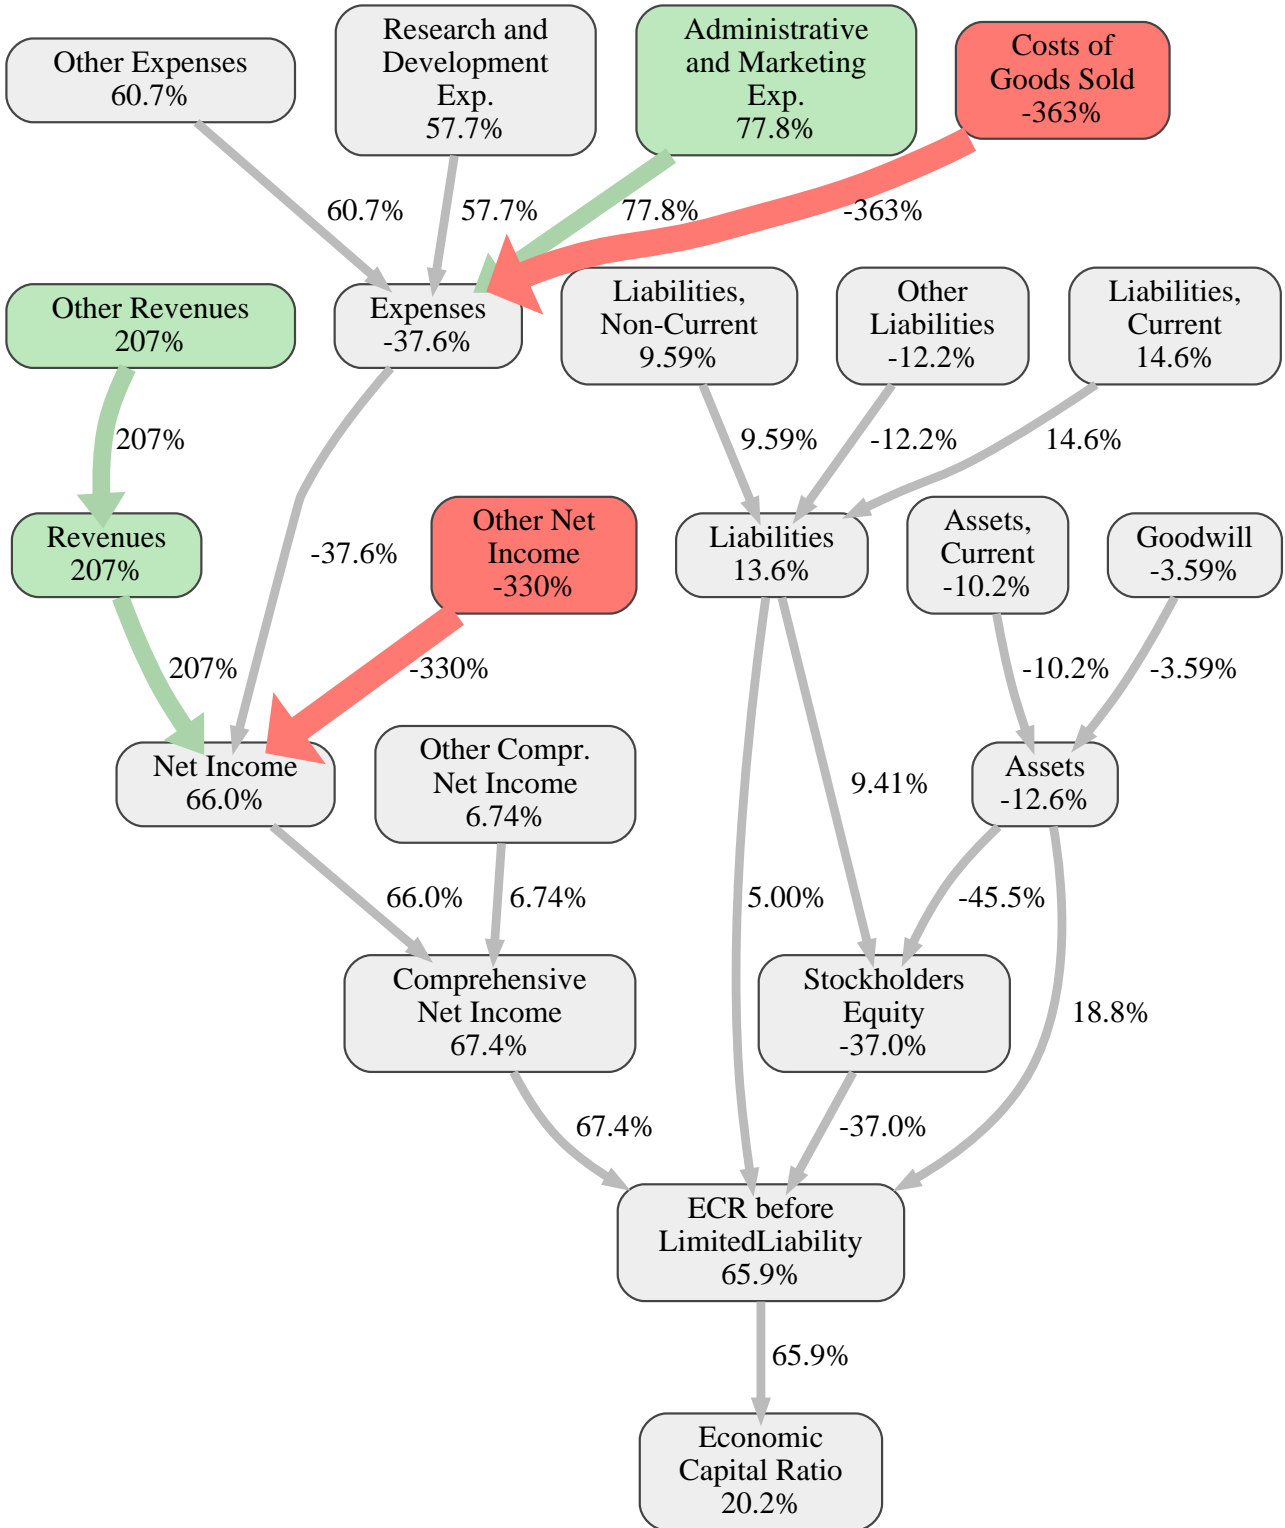 Other Expenses
60.7%
Research and
Development
Exp.
57.7%
Administrative
and Marketing
Exp.
77.8%
Costs of
Goods Sold
-363%
60.7%
57.7%
77.8%
-363%
Other Revenues
207%
Expenses
-37.6%
Liabilities,
Non-Current
9.59%
Other
Liabilities
-12.2%
Liabilities,
Current
14.6%
207%
9.59%
-12.2%
14.6%
Revenues
207%
-37.6%
Other Net
Income
-330%
Liabilities
13.6%
Assets,
Current
-10.2%
Goodwill
-3.59%
207%
-330%
-10.2%
-3.59%
Net Income
66.0%
Other Compr.
Net Income
6.74%
9.41%
Assets
-12.6%
66.0%
6.74%
5.00%
-45.5%
Comprehensive
Net Income
67.4%
Stockholders
Equity
-37.0%
18.8%
67.4%
-37.0%
ECR before
LimitedLiability
65.9%
65.9%
Economic
Capital Ratio
20.2%